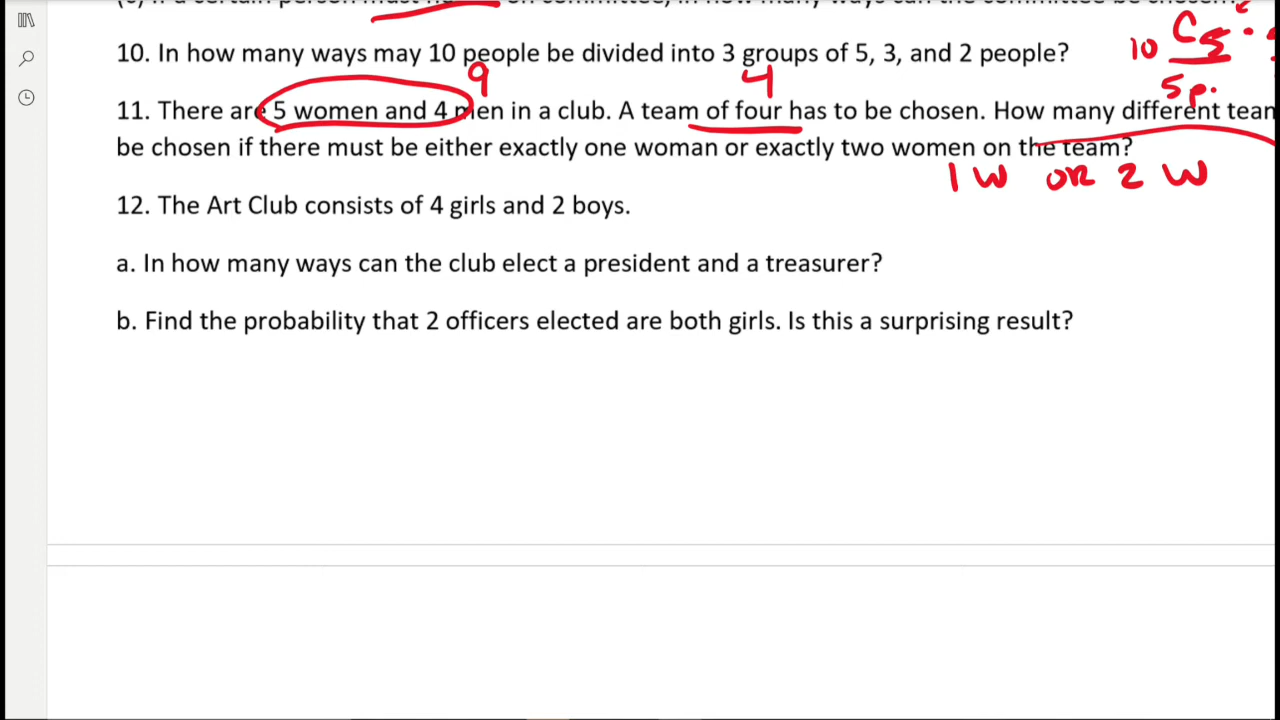 10. In how many ways may 10 people be divided into 3 groups of 5, 3, and 2 people?
10 C5 .
5 p.
9
4
11. There are 5 women and 4 men in a club. A team of four has to be chosen. How many different
be chosen if there must be either exactly one woman or exactly two women on the team?
1 W OR 2 W
12. The Art Club consists of 4 girls and 2 boys.
a. In how many ways can the club elect a president and a treasurer?
b. Find the probability that 2 officers elected are both girls. Is this a surprising result?